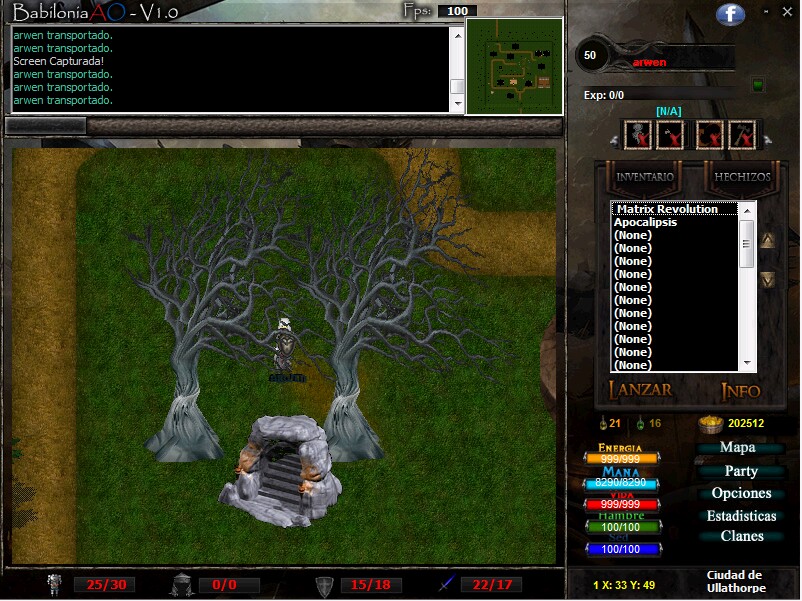 BabiloniaAO - V1.0
Fps: 100
f
arwen transportado.
arwen transportado.
Screen Capturada!
arwen transportado.
arwen transportado.
arwen transportado.
50
arwen
Exp: 0/0
[N/A]
INVENTARIO
HECHIZOS
Matrix Revolution
Apocalipsis
(None)
(None)
(None)
(None)
(None)
(None)
(None)
(None)
(None)
(None)
(None)
LANZAR
INFO
21
16
202512
ENERGIA
999/999
MANA
8290/8290
VIDA
999/999
Hambre
100/100
Sed
100/100
Mapa
Party
Opciones
Estadísticas
Clanes
25/30
0/0
15/18
22/17
1 X: 33 Y: 49
Ciudad de
Ullathorpe